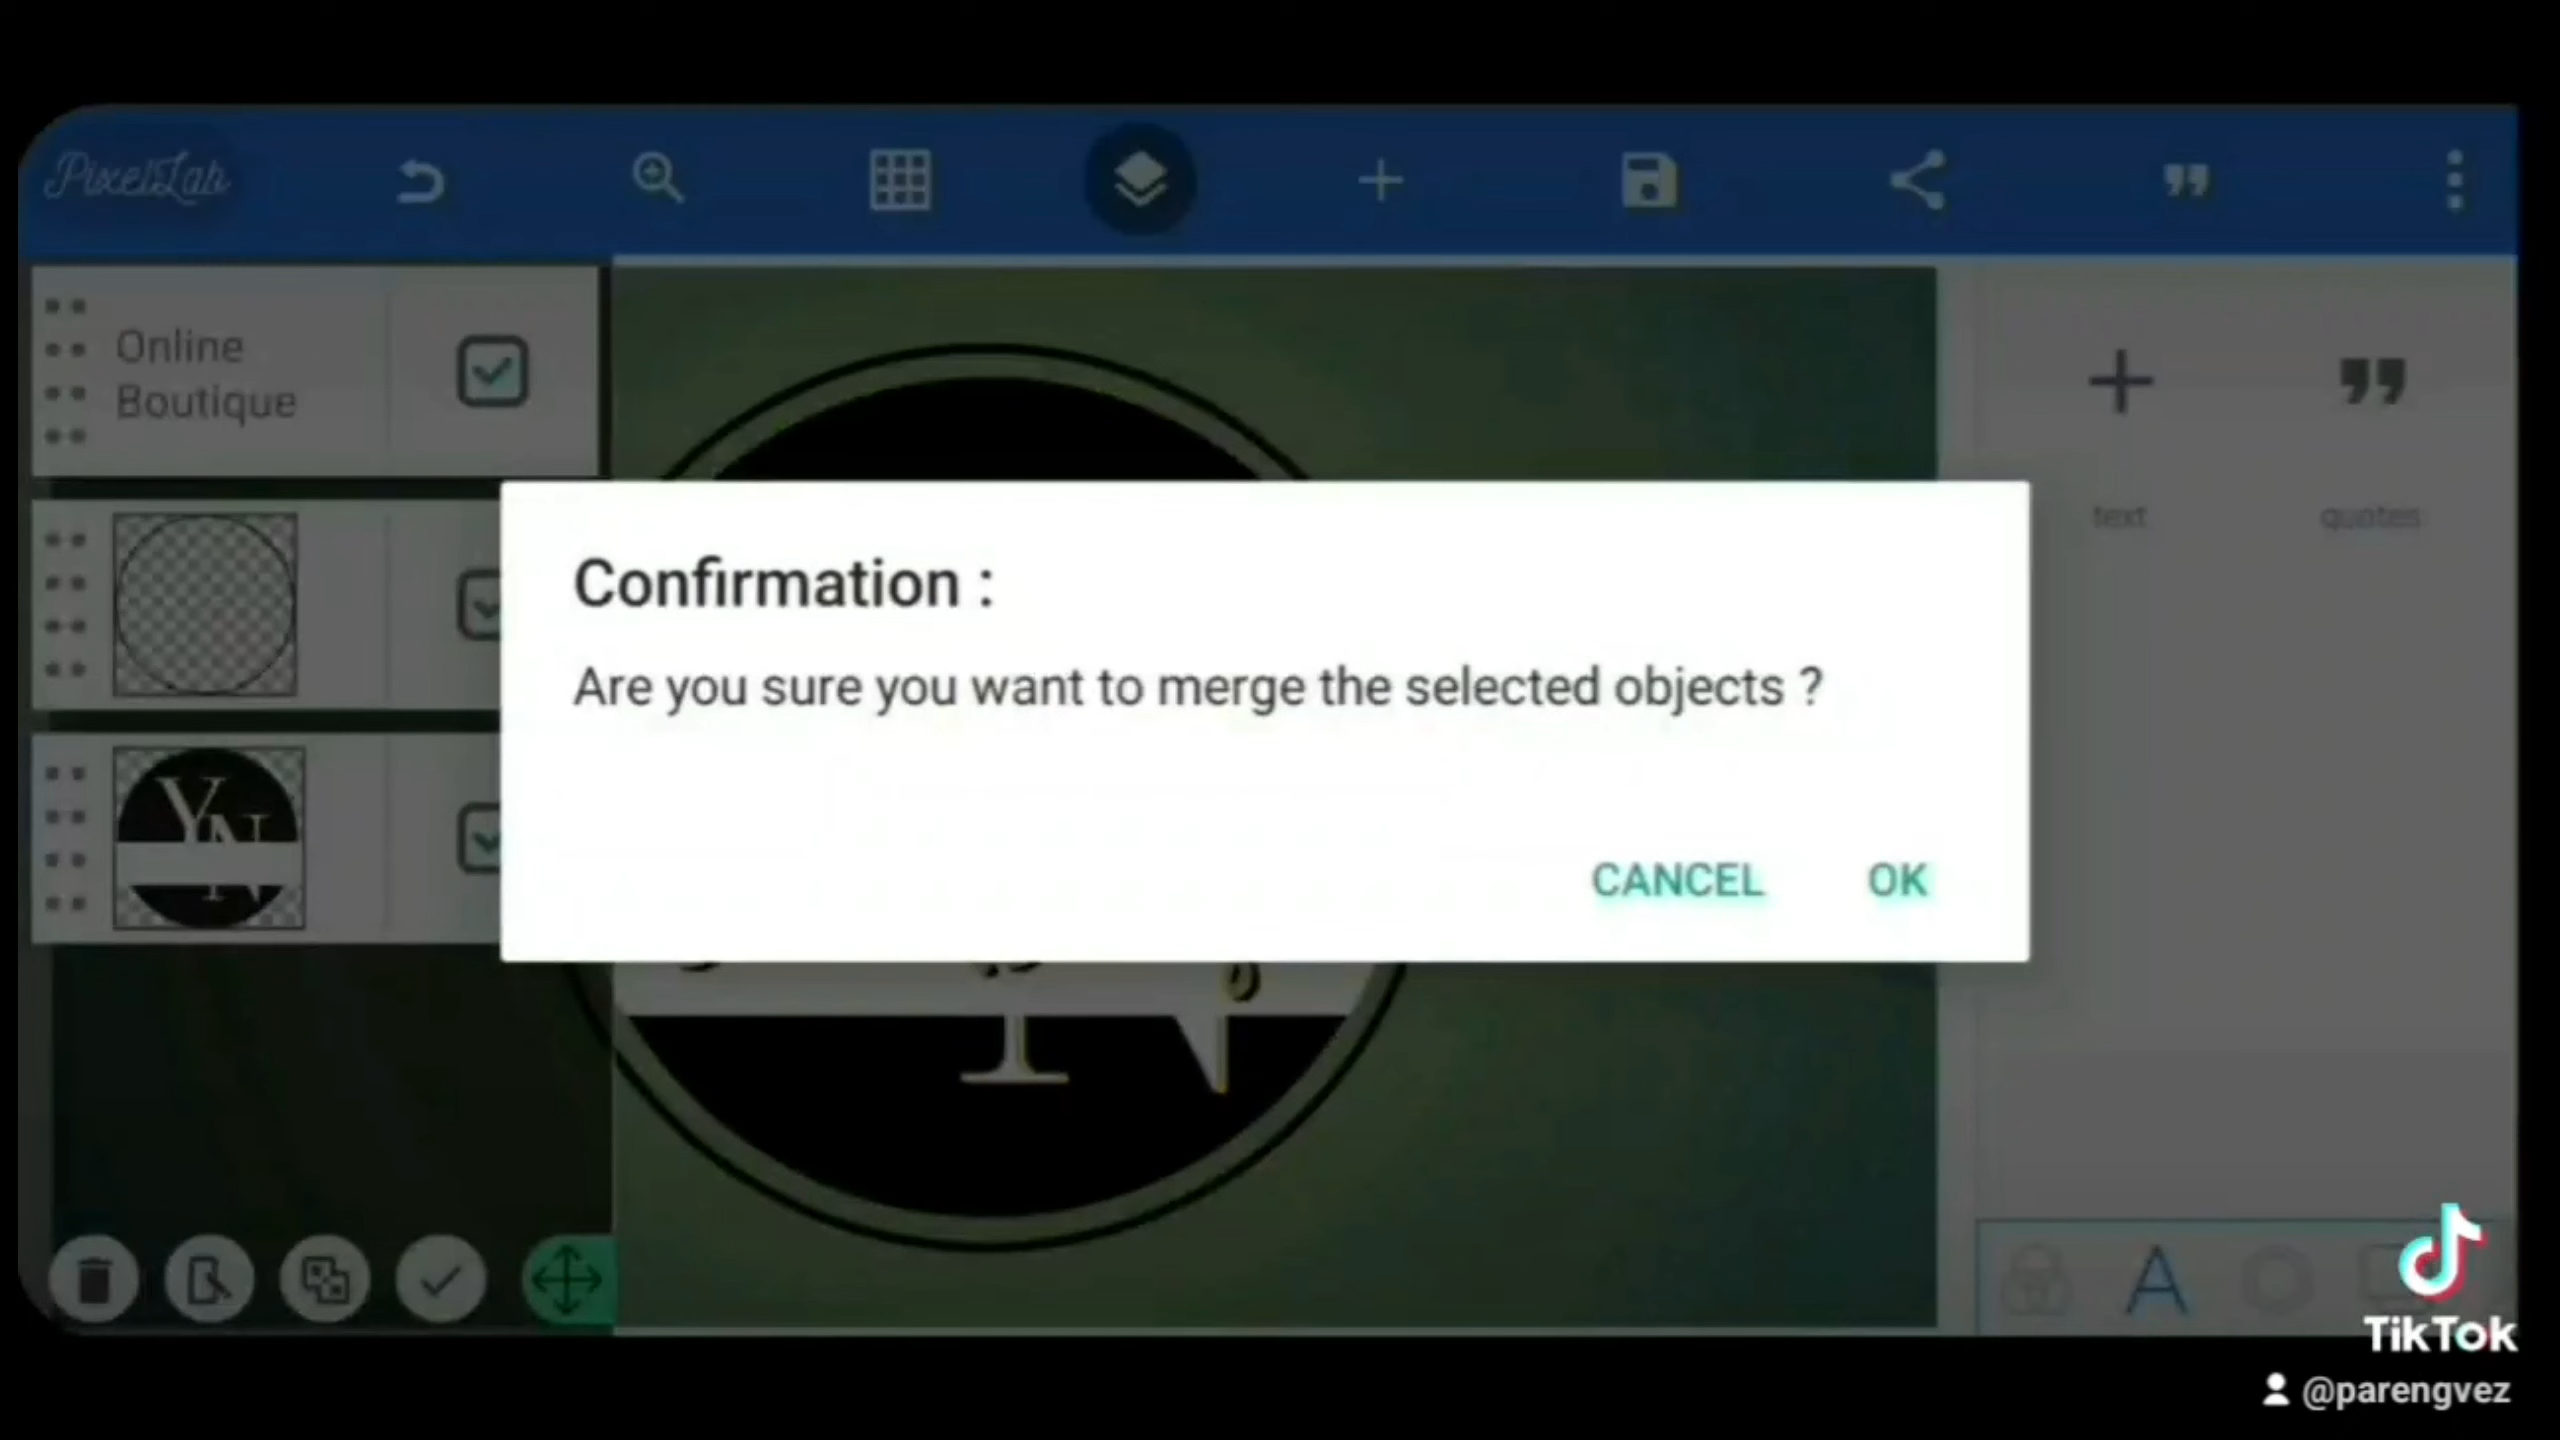 PixelLab
Online
Boutique
YN
text
quotes
Confirmation :
Are you sure you want to merge the selected objects ?
CANCEL
OK
A
TikTok
@parengvez